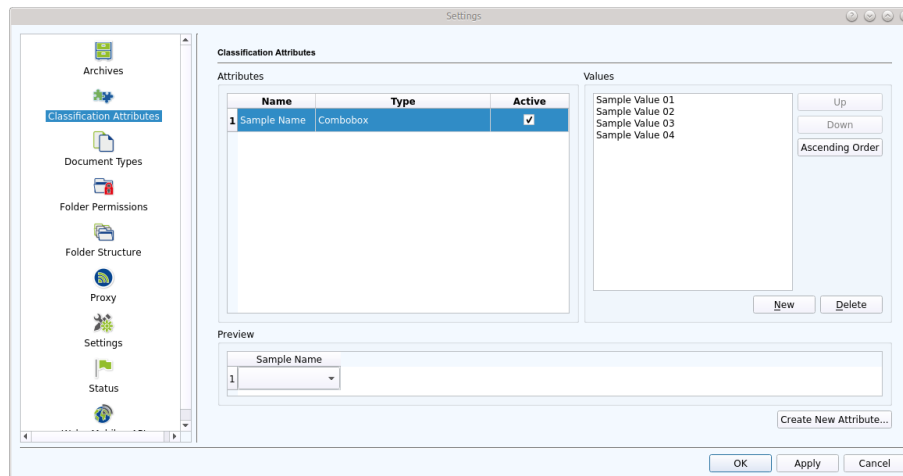 Settings
Archives
Classification Attributes
Document Types
Folder Permissions
Folder Structure
Proxy
Settings
Status
Classification Attributes
Attributes
Name Type Active
1 Sample Name Combobox
Values
Sample Value 01
Sample Value 02
Sample Value 03
Sample Value 04
Up
Down
Ascending Order
New Delete
Preview
Sample Name
1
Create New Attribute...
OK Apply Cancel